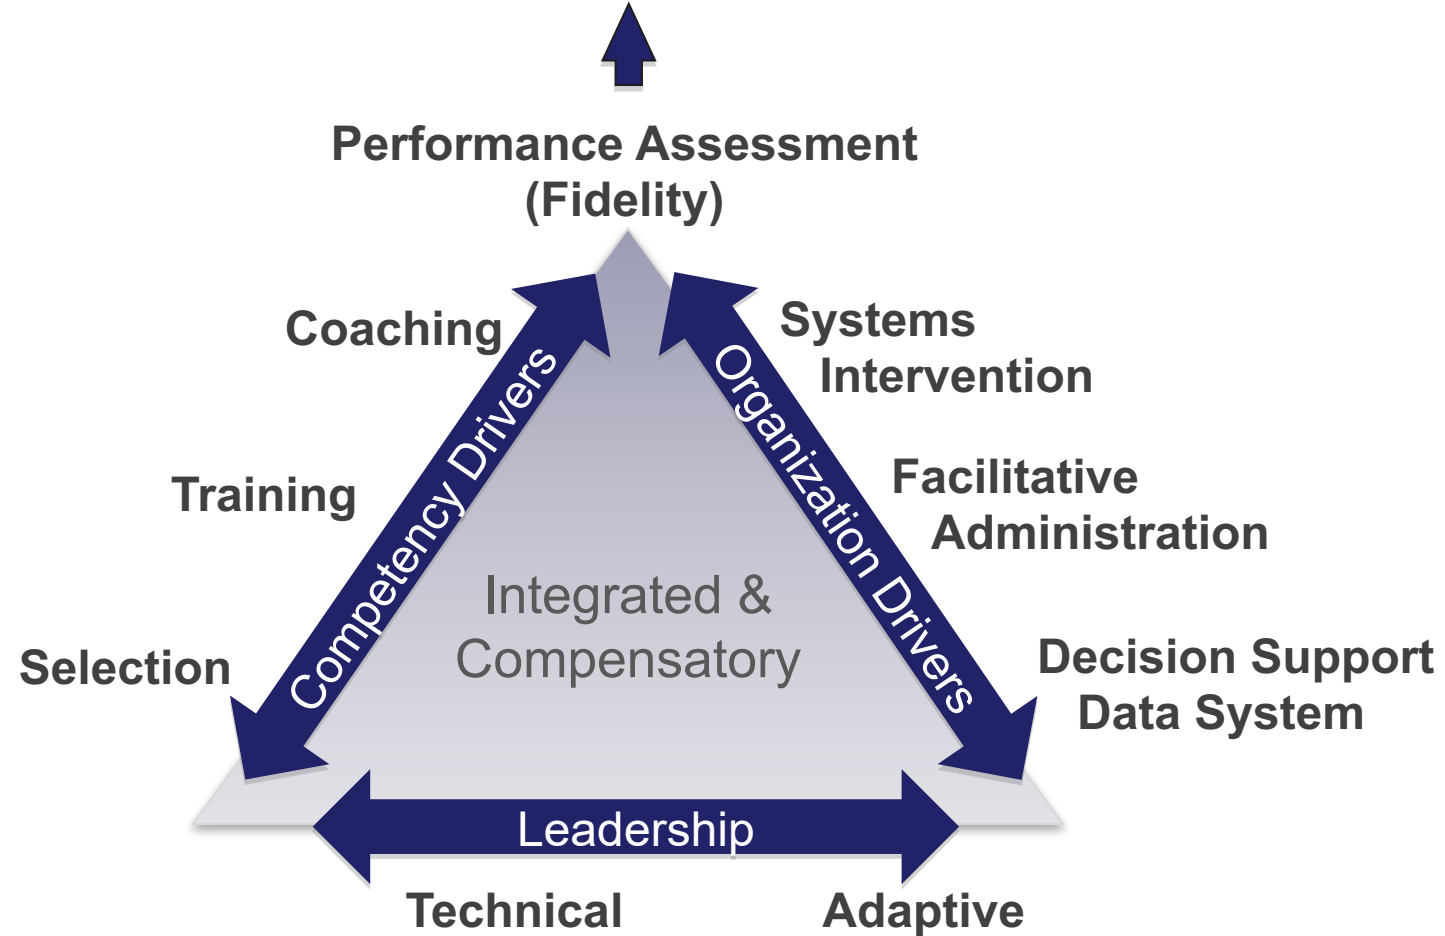 Performance Assessment
(Fidelity)
Coaching
Training
Selection
Competency Drivers
Systems
Intervention
Facilitative
Administration
Decision Support
Data System
Organization Drivers
Integrated &
Compensatory
Leadership
Technical
Adaptive